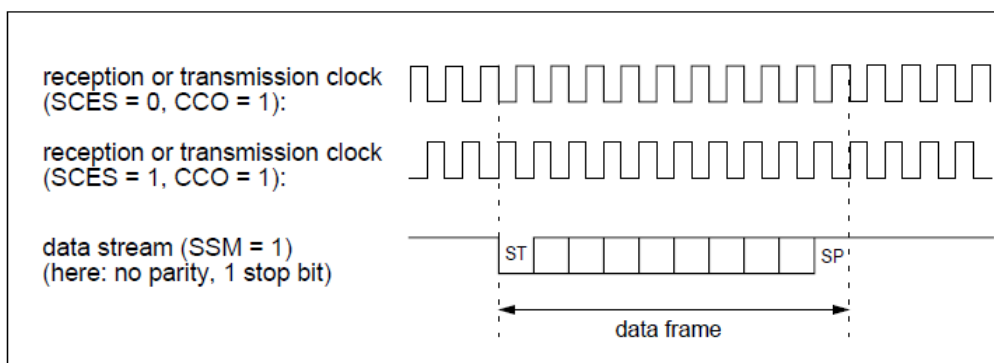 reception or transmission clock
(SCES = 0, CCO = 1):
reception or transmission clock
(SCES = 1, CCO = 1):
data stream (SSM = 1)
(here: no parity, 1 stop bit)
ST
SP
data frame